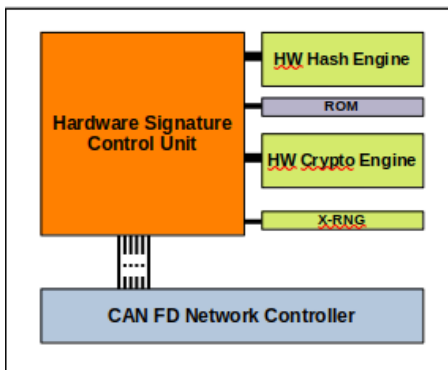 HW Hash Engine
ROM
Hardware Signature
Control Unit
HW Crypto Engine
X-RNG
CAN FD Network Controller